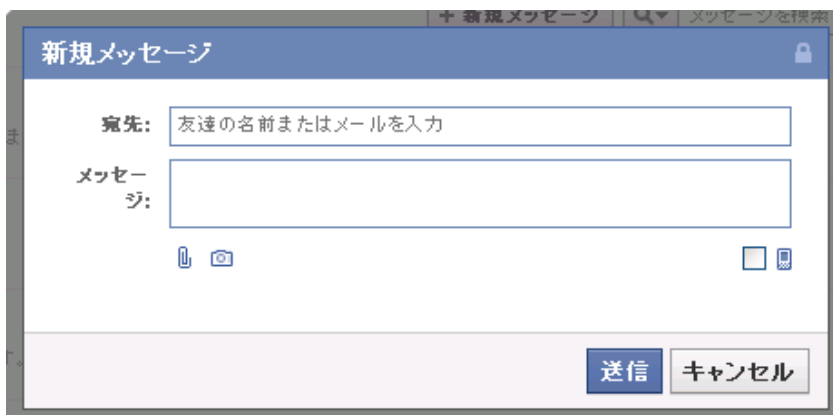 + 新規メッセージ メッセージを検索
新規メッセージ
宛先: 友達の名前またはメールを入力
メッセー
ジ:
ま
す。
送信 キャンセル